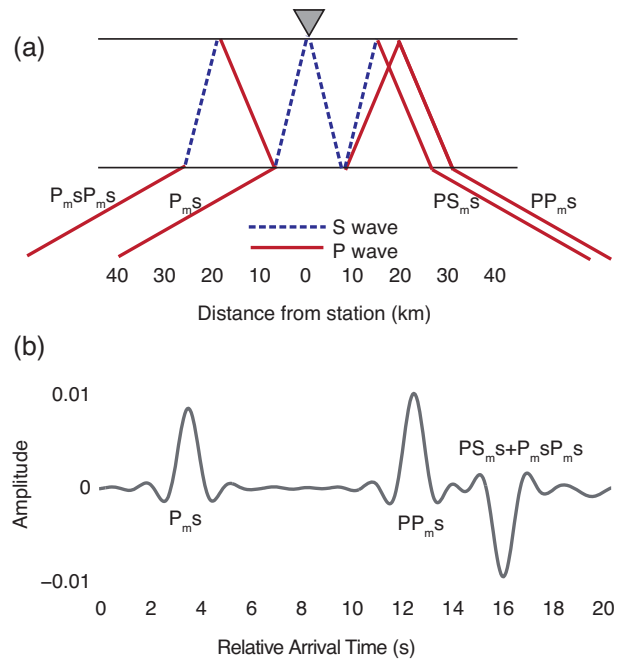 (a)
PₘsPₘs
Pₘs
PSₘs
PPₘs
S wave
P wave
40 30 20 10 0 10 20 30 40
Distance from station (km)
(b)
0.01
PSₘs+PₘsPₘs
Amplitude
0
Pₘs
PPₘs
−0.01
0 2 4 6 8 10 12 14 16 18 20
Relative Arrival Time (s)